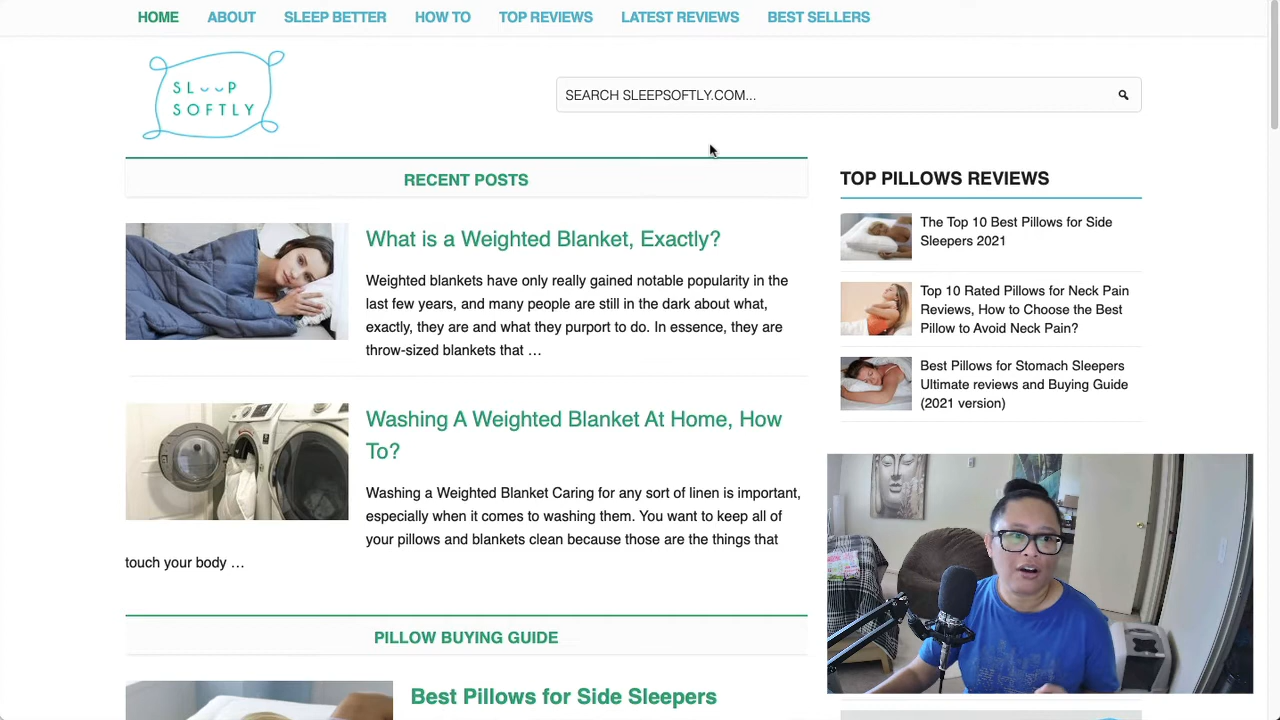 HOME ABOUT SLEEP BETTER HOW TO TOP REVIEWS LATEST REVIEWS BEST SELLERS
SLEEP
SOFTLY
SEARCH SLEEPSOFTLY.COM...
RECENT POSTS
What is a Weighted Blanket, Exactly?
Weighted blankets have only really gained notable popularity in the
last few years, and many people are still in the dark about what,
exactly, they are and what they purport to do. In essence, they are
throw-sized blankets that …
Washing A Weighted Blanket At Home, How
To?
Washing a Weighted Blanket Caring for any sort of linen is important,
especially when it comes to washing them. You want to keep all of
your pillows and blankets clean because those are the things that
touch your body …
PILLOW BUYING GUIDE
Best Pillows for Side Sleepers
TOP PILLOWS REVIEWS
The Top 10 Best Pillows for Side
Sleepers 2021
Top 10 Rated Pillows for Neck Pain
Reviews, How to Choose the Best
Pillow to Avoid Neck Pain?
Best Pillows for Stomach Sleepers
Ultimate reviews and Buying Guide
(2021 version)